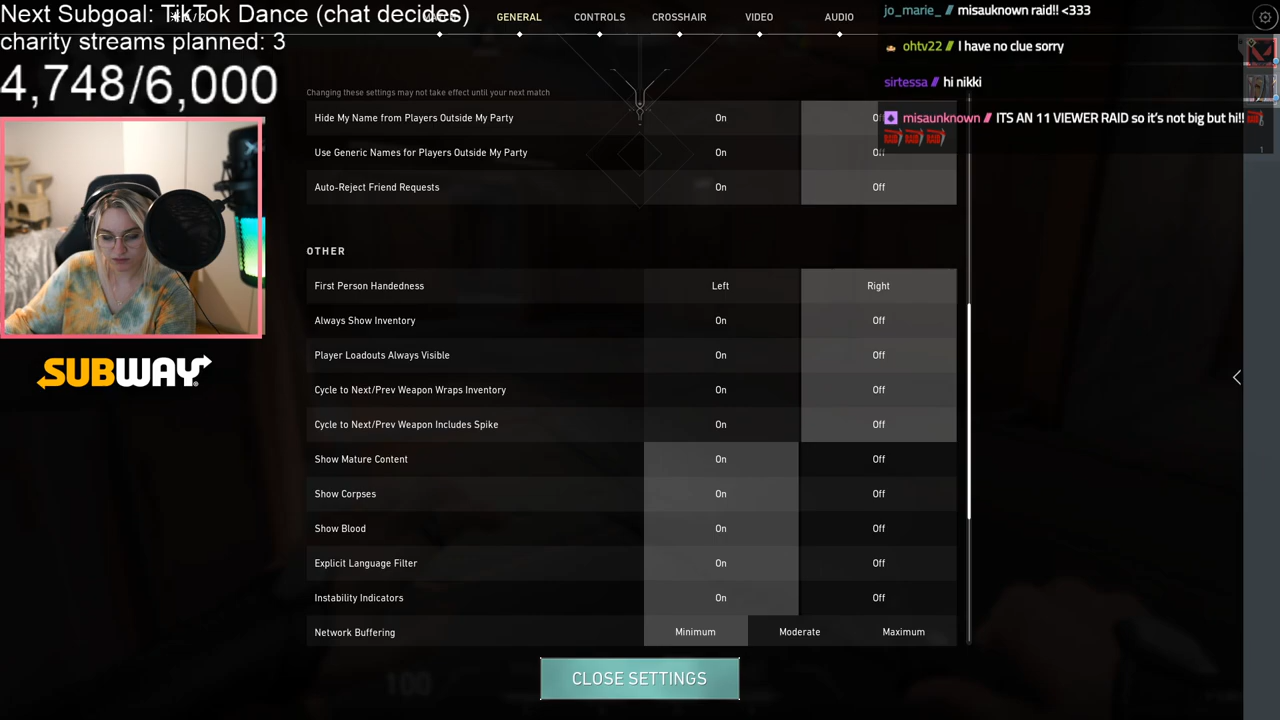 Next Subgoal: TikTok Dance (chat decides)
charity streams planned: 3
4,748/6,000
SUBWAY
GENERAL
CONTROLS
CROSSHAIR
VIDEO
AUDIO
Changing these settings may not take effect until your next match
Hide My Name from Players Outside My Party On
Use Generic Names for Players Outside My Party On
Auto-Reject Friend Requests On Off
OTHER
First Person Handedness Left Right
Always Show Inventory On Off
Player Loadouts Always Visible On Off
Cycle to Next/Prev Weapon Wraps Inventory On Off
Cycle to Next/Prev Weapon Includes Spike On Off
Show Mature Content On Off
Show Corpses On Off
Show Blood On Off
Explicit Language Filter On Off
Instability Indicators On Off
Network Buffering Minimum Moderate Maximum
CLOSE SETTINGS
100
jo_marie_ // misauknown raid!! <333
ohtv22 // I have no clue sorry
sirtessa // hi nikki
misaunknown // ITS AN 11 VIEWER RAID so it's not big but hi!! RAID
RAID RAID RAID